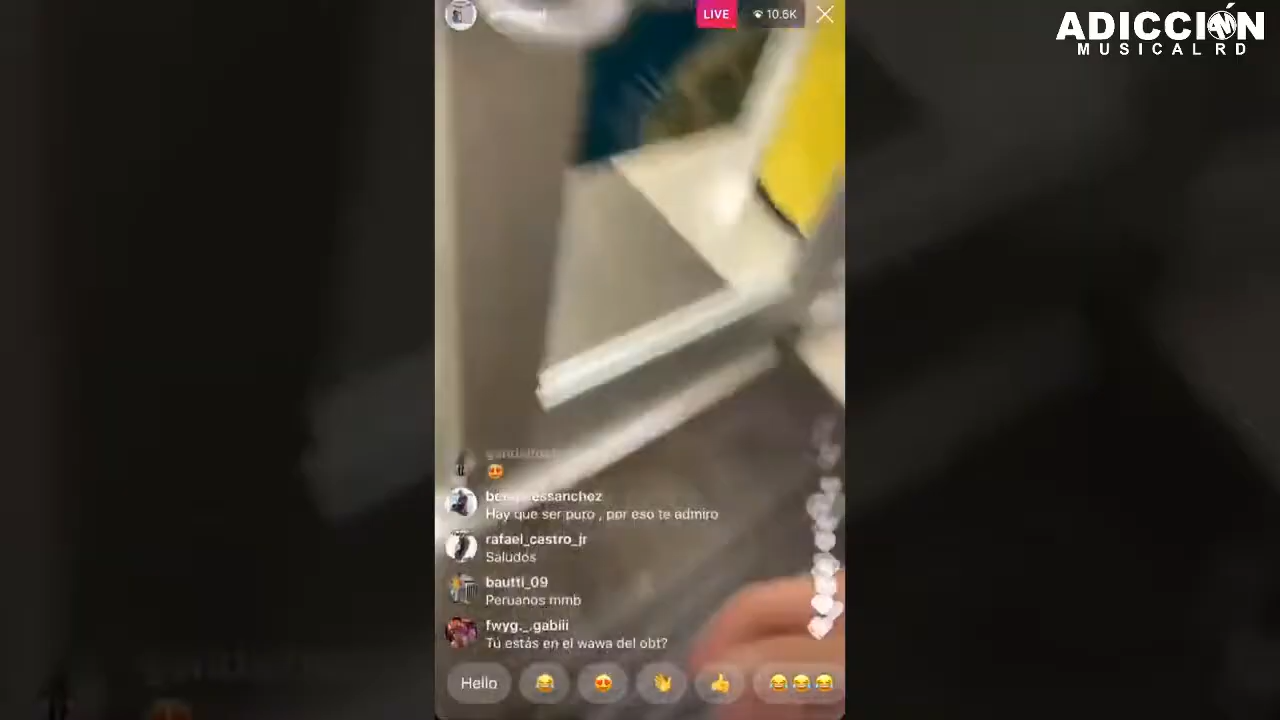 ADICCIÓN
MUSICAL RD
LIVE
10.6K
😍
Hay que ser puro , por eso te admiro
rafael_castro_jr
Saludos
bautti_09
Peruanos mmb
fwyg._.gabiii
Tú estás en el wawa del obt?
Hello 😂 😍 👋 👍 😂😂😂